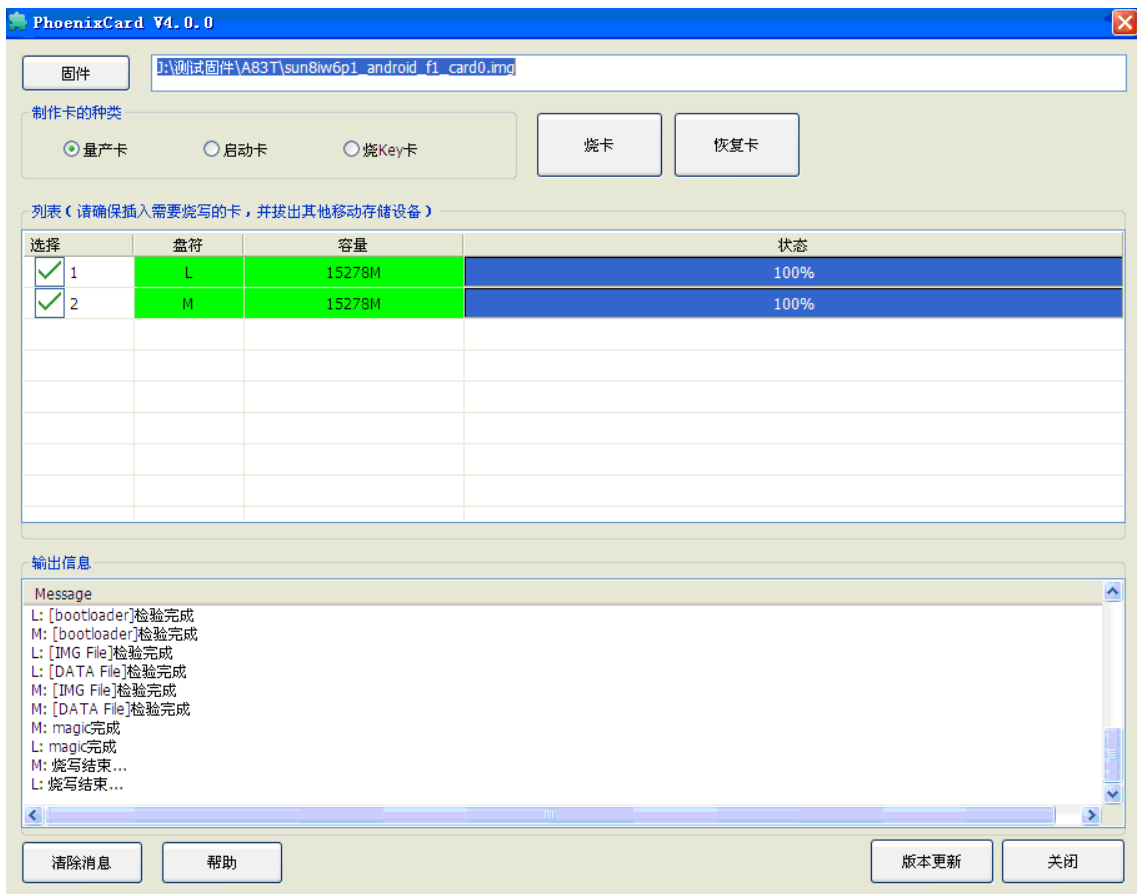 PhoenixCard V4.0.0
固件
J:\测试固件\A83T\sun8iw6p1_android_f1_card0.img
制作卡的种类
量产卡 启动卡 烧Key卡 烧卡 恢复卡
列表(请确保插入需要烧写的卡,并拔出其他移动存储设备)
选择 盘符 容量 状态
1 L 15278M 100%
2 M 15278M 100%
输出信息
Message
L: [bootloader]检验完成
M: [bootloader]检验完成
L: [IMG File]检验完成
L: [DATA File]检验完成
M: [IMG File]检验完成
M: [DATA File]检验完成
M: magic完成
L: magic完成
M: 烧写结束...
L: 烧写结束...
清除消息 帮助 版本更新 关闭